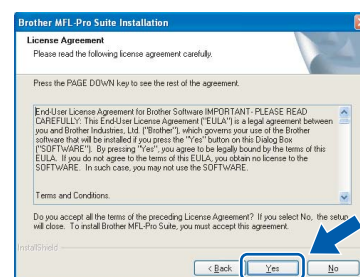 Brother MFL-Pro Suite Installation
License Agreement
Please read the following license agreement carefully.
Press the PAGE DOWN key to see the rest of the agreement.
End-User License Agreement for Brother Software IMPORTANT- PLEASE READ
CAREFULLY: This End-User License Agreement ("EULA") is a legal agreement between
you and Brother Industries, Ltd. ("Brother"), which governs your use of the Brother
software that will be installed if you press the "Yes" button on this Dialog Box
("SOFTWARE"). By pressing "Yes", you agree to be legally bound by the terms of this
EULA. If you do not agree to the terms of this EULA, you obtain no license to the
SOFTWARE. In such case, you may not use the SOFTWARE.
Terms and Conditions.
Do you accept all the terms of the preceding License Agreement? If you select No, the setup
will close. To install Brother MFL-Pro Suite, you must accept this agreement.
InstallShield
< Back
Yes
No